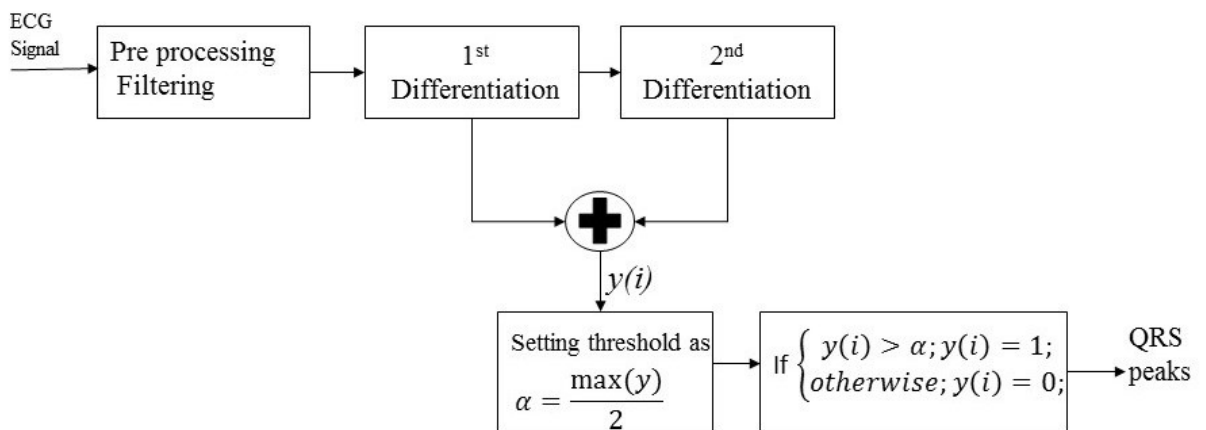 ECG
Signal
Pre processing
Filtering
1st
Differentiation
2nd
Differentiation
y(i)
Setting threshold as
α = max(y)/2
If { y(i) > α; y(i) = 1;
otherwise; y(i) = 0;
QRS
peaks